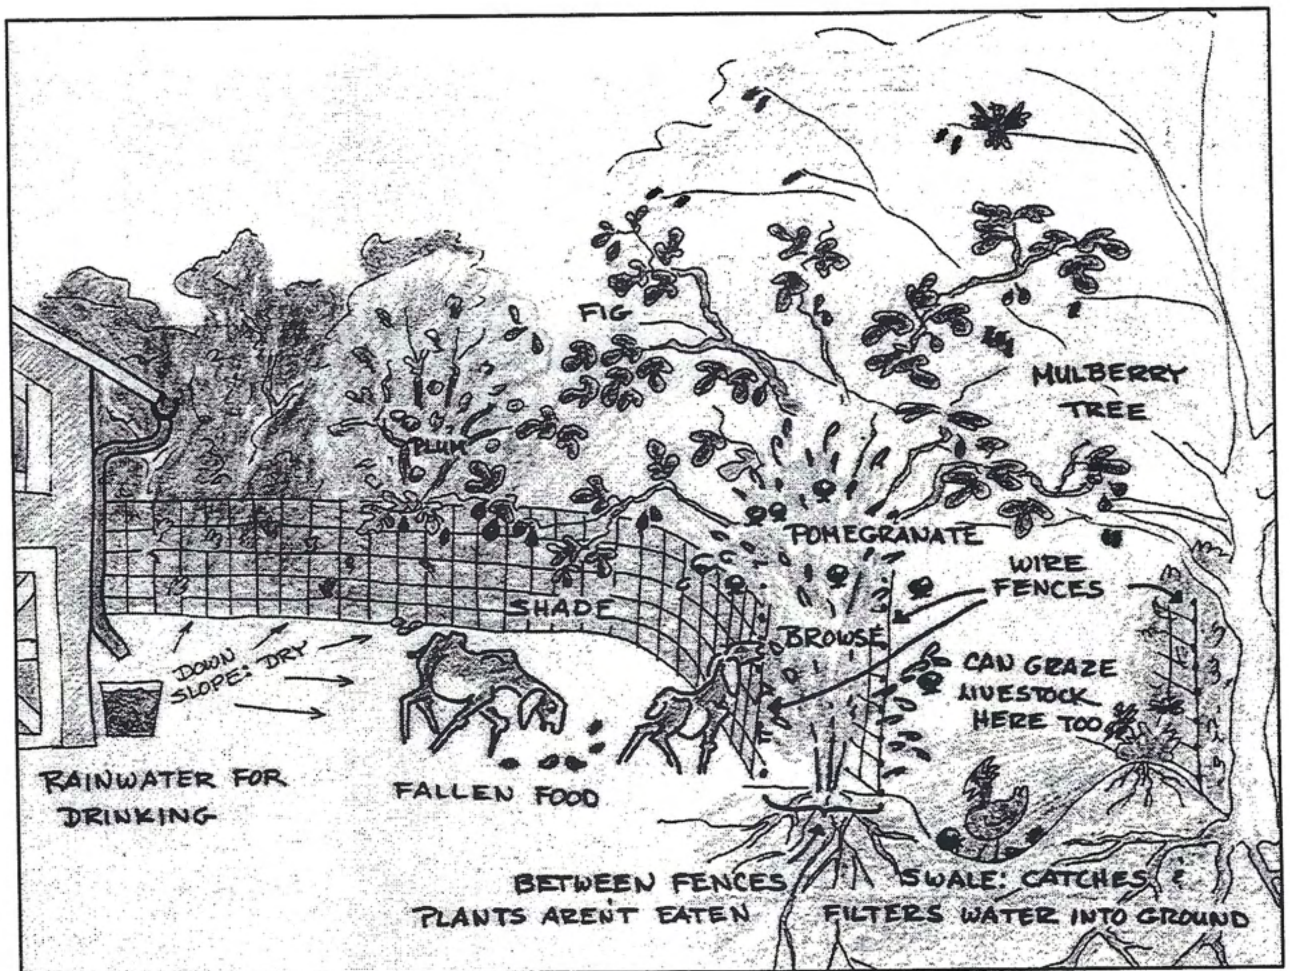 FIG
MULBERRY
TREE
PLUM
POMEGRANATE
WIRE
FENCES
SHADE
BROWSE
DOWN
SLOPE: DRY
CAN GRAZE
LIVESTOCK
HERE TOO
RAINWATER FOR
DRINKING
FALLEN FOOD
BETWEEN FENCES
PLANTS AREN'T EATEN
SWALE: CATCHES &
FILTERS WATER INTO GROUND